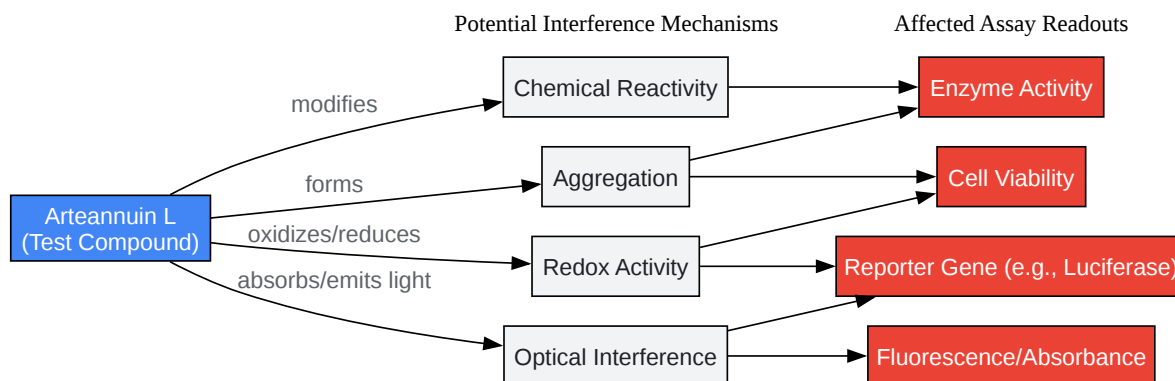 Potential Interference Mechanisms
Affected Assay Readouts
modifies
Chemical Reactivity
Enzyme Activity
forms
Aggregation
Cell Viability
Arteannuin L
(Test Compound)
oxidizes/reduces
Redox Activity
Reporter Gene (e.g., Luciferase)
absorbs/emits light
Optical Interference
Fluorescence/Absorbance